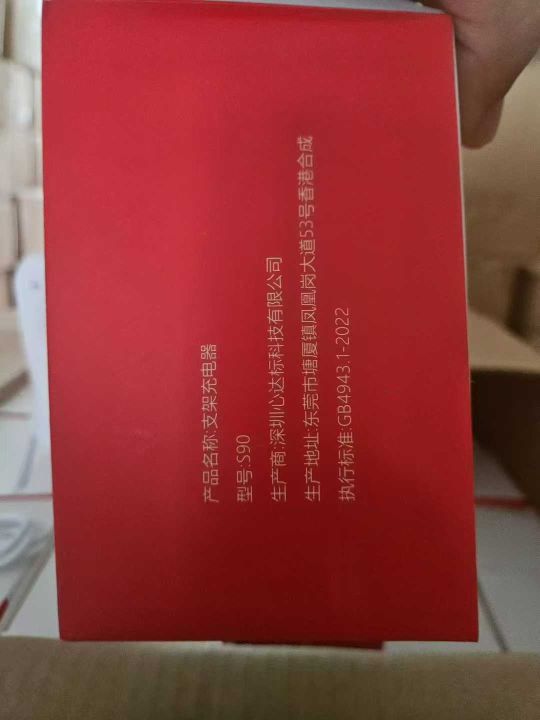 产品名称:支架充电器
型号:S90
生产商:深圳心达标科技有限公司
生产地址:东莞市塘厦镇凤凰岗大道53号香港合成
执行标准:GB4943.1-2022